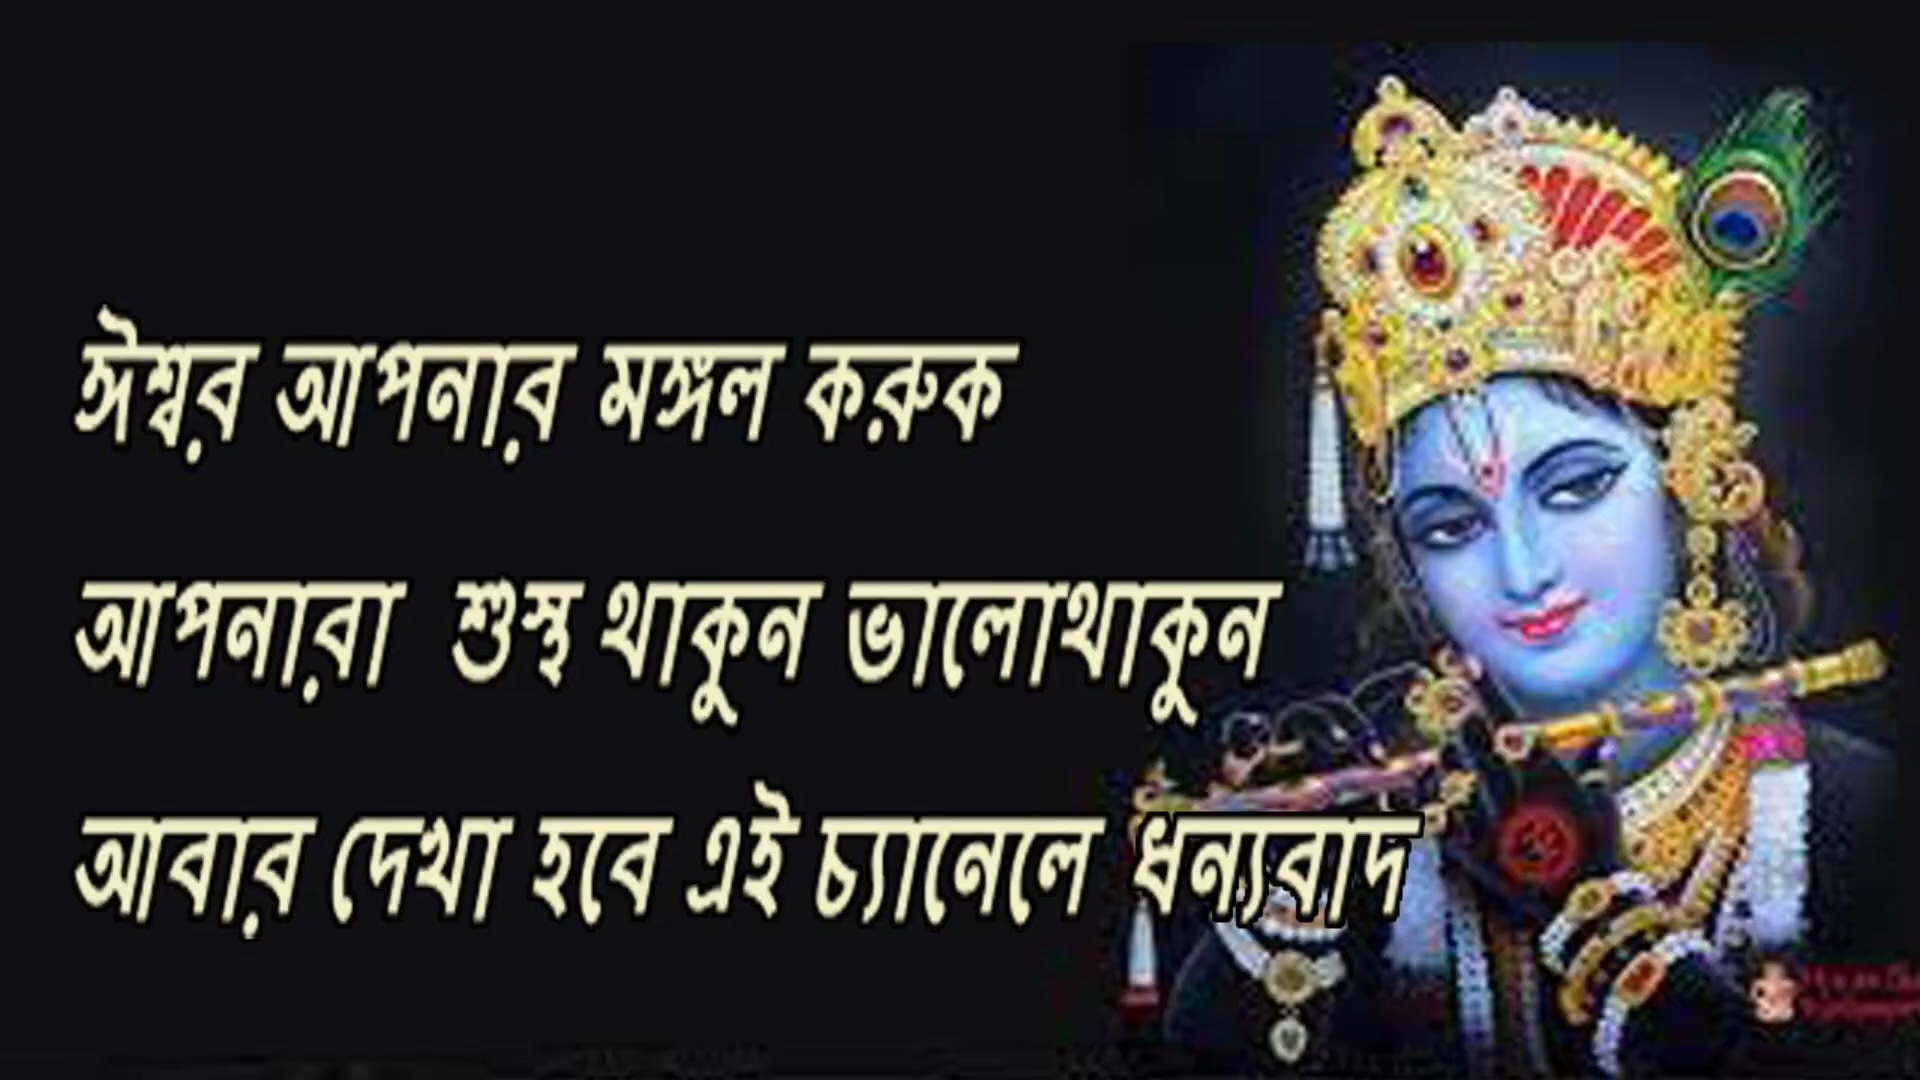 ঈশ্বর আপনার মঙ্গল করুক
আপনারা শুস্থ থাকুন ভালোথাকুন
আবার দেখা হবে এই চ্যানেলে ধন্যবাদ